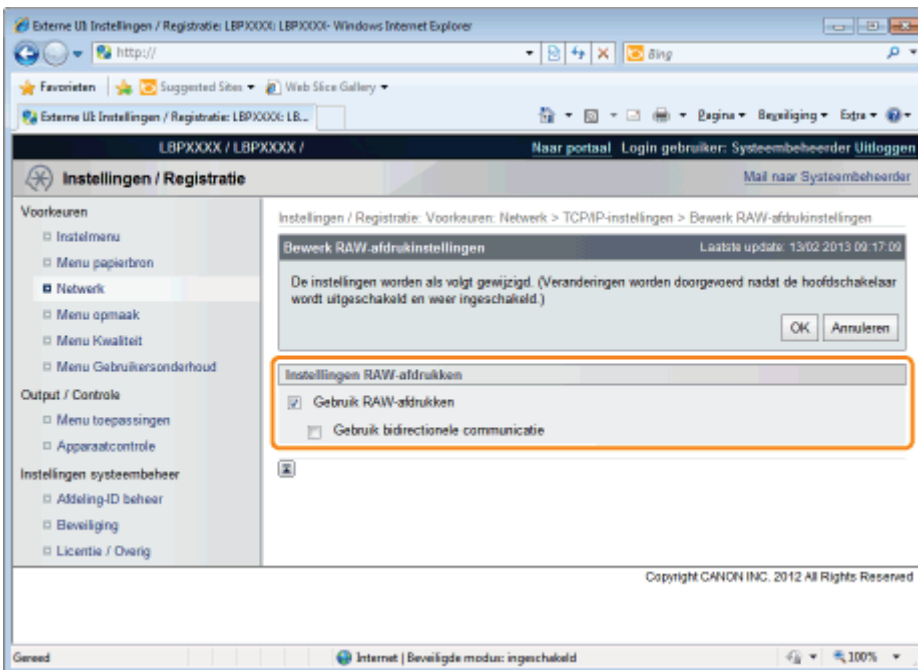 Externe UI: Instellingen / Registratie: LBPXXXX: LBPXXXX- Windows Internet Explorer
http://
Bing
Favorieten Suggested Sites Web Slice Gallery
Externe UI: Instellingen / Registratie: LBPXXXX: LB...
Pagina Beveiliging Extra
LBPXXXX / LBPXXXX /
Naar portaal Login gebruiker: Systeembeheerder Uitloggen
Instellingen / Registratie
Mail naar Systeembeheerder
Voorkeuren
Instelmenu
Menu papierbron
Netwerk
Menu opmaak
Menu Kwaliteit
Menu Gebruikersonderhoud
Output / Controle
Menu toepassingen
Apparaatcontrole
Instellingen systeembeheer
Afdeling-ID beheer
Beveiliging
Licentie / Overig
Instellingen / Registratie: Voorkeuren: Netwerk > TCP/IP-instellingen > Bewerk RAW-afdrukinstellingen
Bewerk RAW-afdrukinstellingen
Laatste update: 13/02 2013 09:17:09
De instellingen worden als volgt gewijzigd. (Veranderingen worden doorgevoerd nadat de hoofdschakelaar
wordt uitgeschakeld en weer ingeschakeld.)
OK Annuleren
Instellingen RAW-afdrukken
Gebruik RAW-afdrukken
Gebruik bidirectionele communicatie
Copyright CANON INC. 2012 All Rights Reserved
Gereed
Internet | Beveiligde modus: ingeschakeld
100%